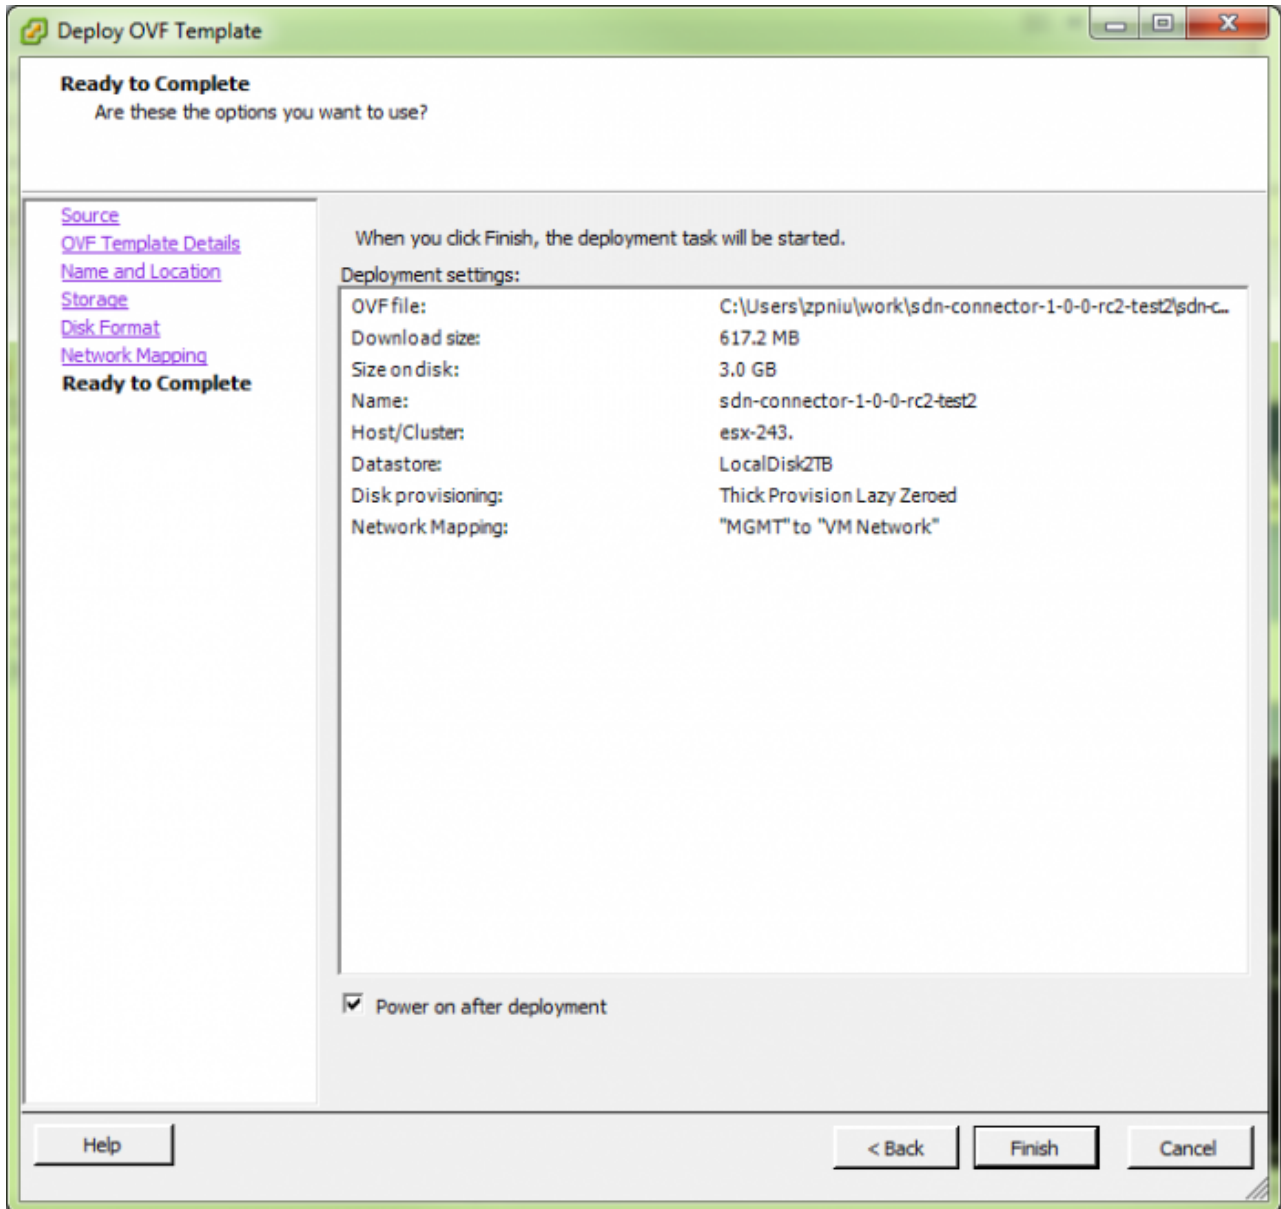 Deploy OVF Template
Ready to Complete
Are these the options you want to use?
Source
OVF Template Details
Name and Location
Storage
Disk Format
Network Mapping
Ready to Complete
When you click Finish, the deployment task will be started.
Deployment settings:
OVF file: C:\Users\zpniu\work\sdn-connector-1-0-0-rc2-test2\sdn-c...
Download size: 617.2 MB
Size on disk: 3.0 GB
Name: sdn-connector-1-0-0-rc2-test2
Host/Cluster: esx-243.
Datastore: LocalDisk2TB
Disk provisioning: Thick Provision Lazy Zeroed
Network Mapping: "MGMT" to "VM Network"
Power on after deployment
Help < Back Finish Cancel